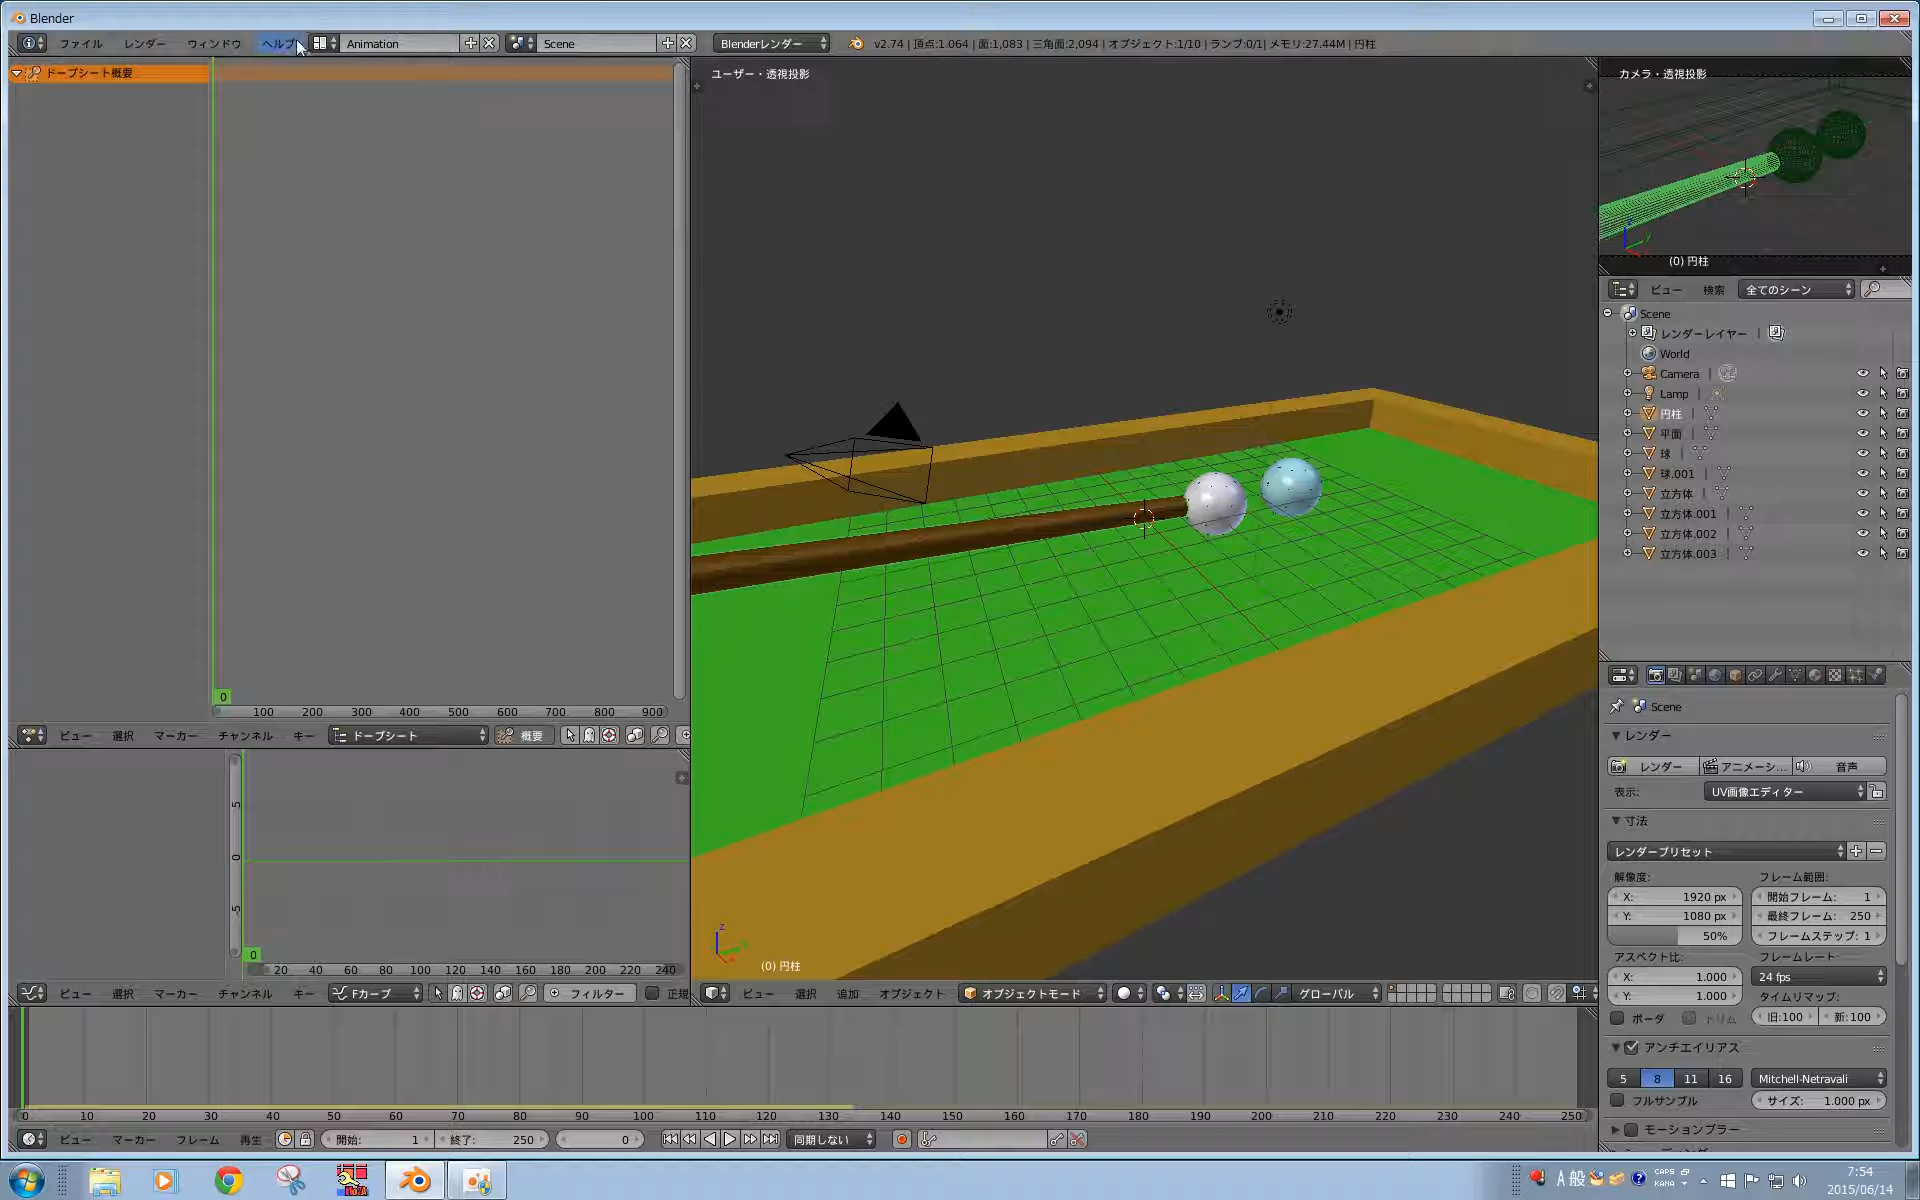 Blender
ファイル レンダー ウィンドウ ヘルプ Animation Scene Blenderレンダー v2.74 | 頂点:1,064 | 面:1,083 | 三角面:2,094 | オブジェクト:1/10 | ランプ:0/1 | メモリ:27.44M | 円柱
ドープシート概要
0
100 200 300 400 500 600 700 800 900
ビュー 選択 マーカー チャンネル キー ドープシート 概要
5
0
-5
0
20 40 60 80 100 120 140 160 180 200 220 240
ビュー 選択 マーカー チャンネル キー Fカーブ フィルター 正規
ユーザー・透視投影
(0) 円柱
ビュー 選択 追加 オブジェクト オブジェクトモード グローバル
カメラ・透視投影
(0) 円柱
ビュー 検索 全てのシーン
Scene
レンダーレイヤー
World
Camera
Lamp
円柱
平面
球
球.001
立方体
立方体.001
立方体.002
立方体.003
Scene
レンダー
レンダー アニメーシ... 音声
表示: UV画像エディター
寸法
レンダープリセット
解像度: フレーム範囲:
X: 1920 px 開始フレーム: 1
Y: 1080 px 最終フレーム: 250
50% フレームステップ: 1
アスペクト比: フレームレート
X: 1.000 24 fps
Y: 1.000 タイムリマップ:
ボーダ 旧:100 新:100
アンチエイリアス
5 8 11 16 Mitchell-Netravali
フルサンプル サイズ: 1.000 px
モーションブラー
0 10 20 30 40 50 60 70 80 90 100 110 120 130 140 150 160 170 180 190 200 210 220 230 240 250
ビュー マーカー フレーム 再生 開始: 1 終了: 250 0 同期しない
A 般 CAPS KANA
7:54
2015/06/14